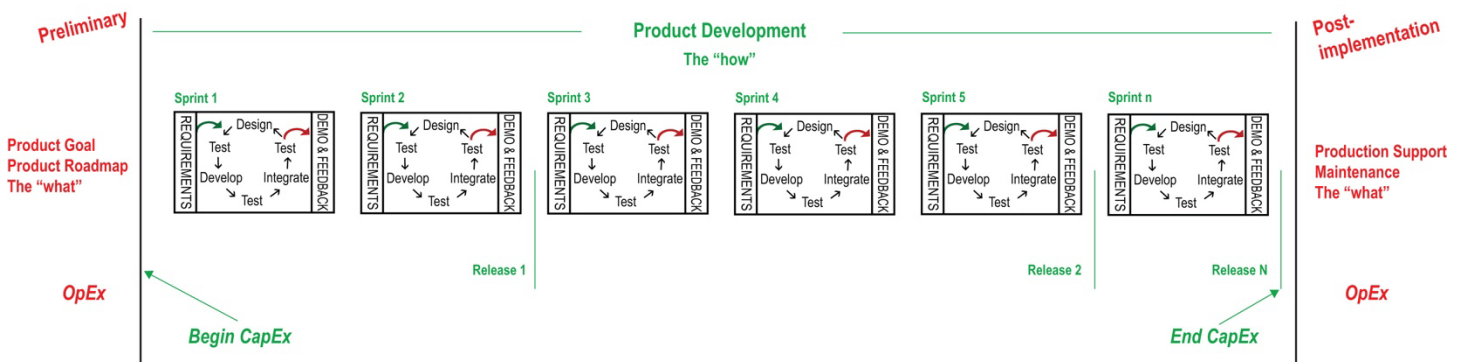 Preliminary
Product Development
The “how”
Post-
implementation
Product Goal
Product Roadmap
The “what”
Sprint 1
REQUIREMENTS
Design
Test
Test
Develop
Integrate
Test
DEMO & FEEDBACK
Sprint 2
REQUIREMENTS
Design
Test
Test
Develop
Integrate
Test
DEMO & FEEDBACK
Sprint 3
REQUIREMENTS
Design
Test
Test
Develop
Integrate
Test
DEMO & FEEDBACK
Sprint 4
REQUIREMENTS
Design
Test
Test
Develop
Integrate
Test
DEMO & FEEDBACK
Sprint 5
REQUIREMENTS
Design
Test
Test
Develop
Integrate
Test
DEMO & FEEDBACK
Sprint n
REQUIREMENTS
Design
Test
Test
Develop
Integrate
Test
DEMO & FEEDBACK
Production Support
Maintenance
The “what”
Release 1
Release 2
Release N
OpEx
Begin CapEx
End CapEx
OpEx